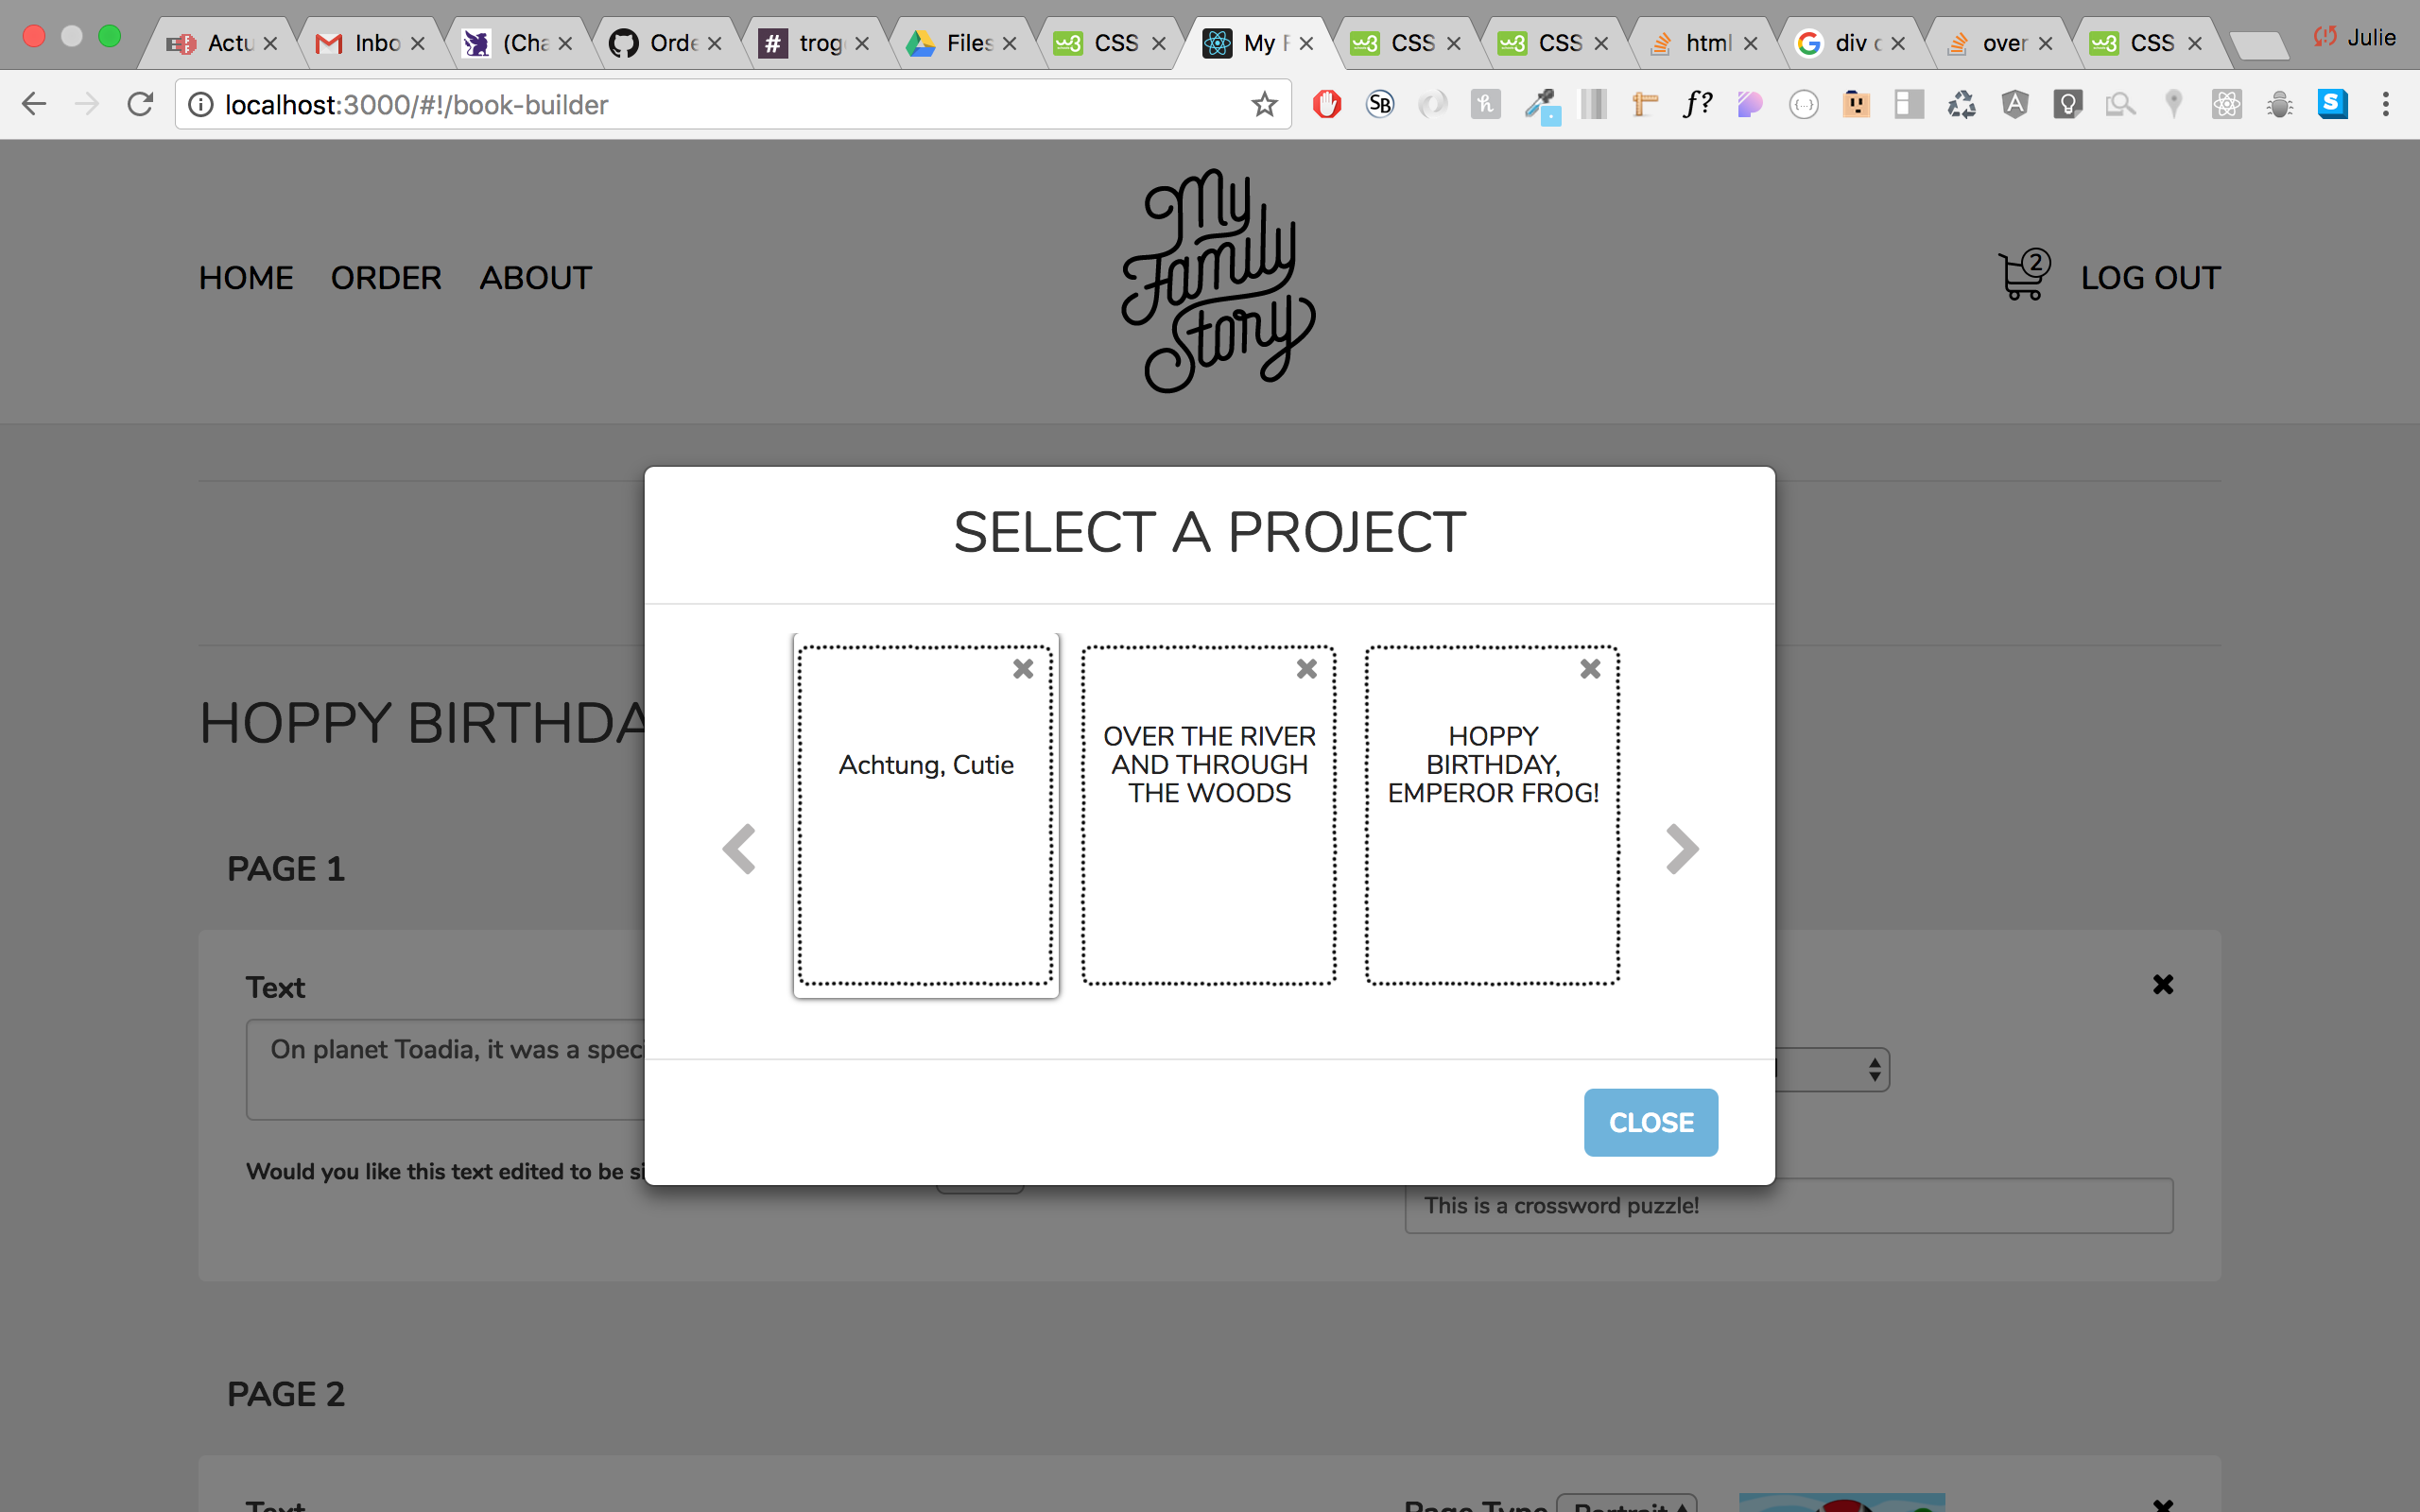 Actu
Inbo
(Cha
Orde
trog
Files
CSS
My F
CSS
CSS
html
div c
over
CSS
Julie
localhost:3000/#!/book-builder
HOME ORDER ABOUT
My
Family
Story
2
LOG OUT
SELECT A PROJECT
Achtung, Cutie
OVER THE RIVER
AND THROUGH
THE WOODS
HOPPY
BIRTHDAY,
EMPEROR FROG!
CLOSE
HOPPY BIRTHDA
PAGE 1
Text
On planet Toadia, it was a speci
Would you like this text edited to be si
This is a crossword puzzle!
PAGE 2
Text
Page Type Portrait